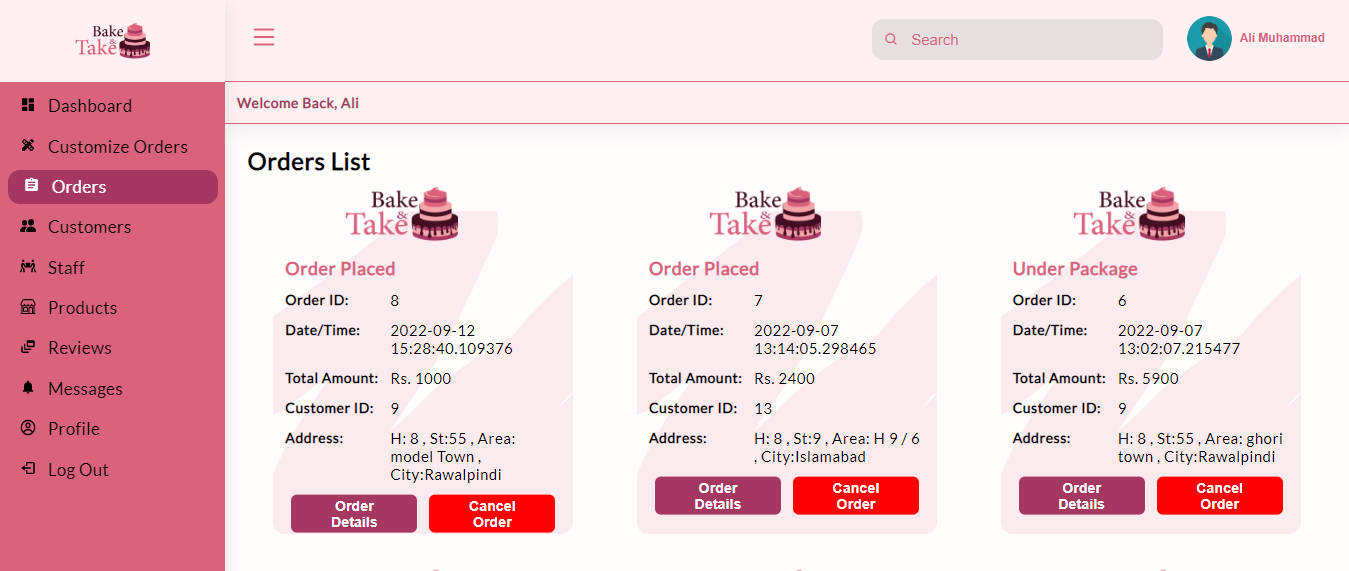 Bake
& Take
Search
Ali Muhammad
Welcome Back, Ali
Dashboard
Customize Orders
Orders
Customers
Staff
Products
Reviews
Messages
Profile
Log Out
Orders List
Bake
& Take
Order Placed
Order ID: 8
Date/Time: 2022-09-12
15:28:40.109376
Total Amount: Rs. 1000
Customer ID: 9
Address: H: 8 , St:55 , Area:
model Town ,
City:Rawalpindi
Order
Details
Cancel
Order
Bake
& Take
Order Placed
Order ID: 7
Date/Time: 2022-09-07
13:14:05.298465
Total Amount: Rs. 2400
Customer ID: 13
Address: H: 8 , St:9 , Area: H 9 / 6
, City:Islamabad
Order
Details
Cancel
Order
Bake
& Take
Under Package
Order ID: 6
Date/Time: 2022-09-07
13:02:07.215477
Total Amount: Rs. 5900
Customer ID: 9
Address: H: 8 , St:55 , Area: ghori
town , City:Rawalpindi
Order
Details
Cancel
Order